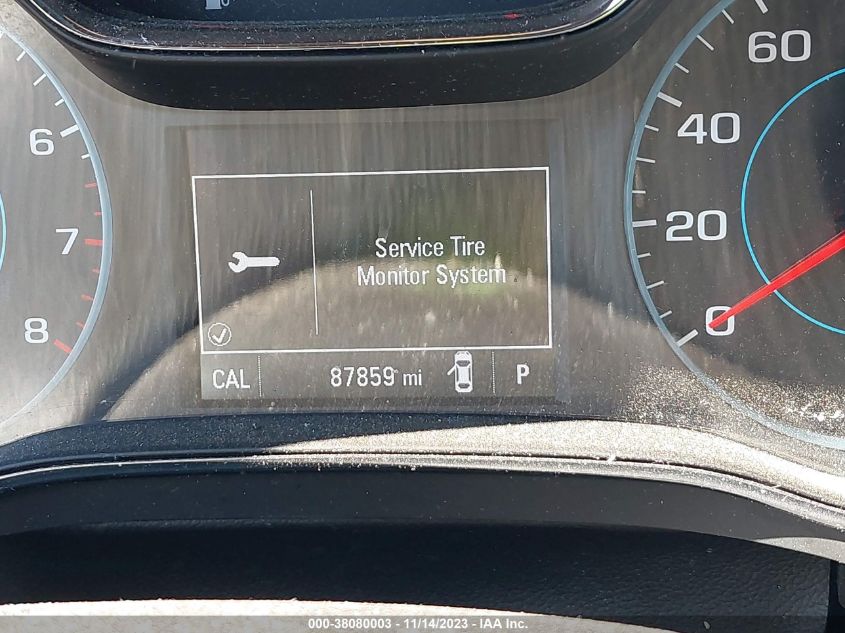 60
6
40
7
20
8
0
Service Tire
Monitor System
CAL
87859 mi
P
000-38080003 - 11/14/2023 - IAA Inc.